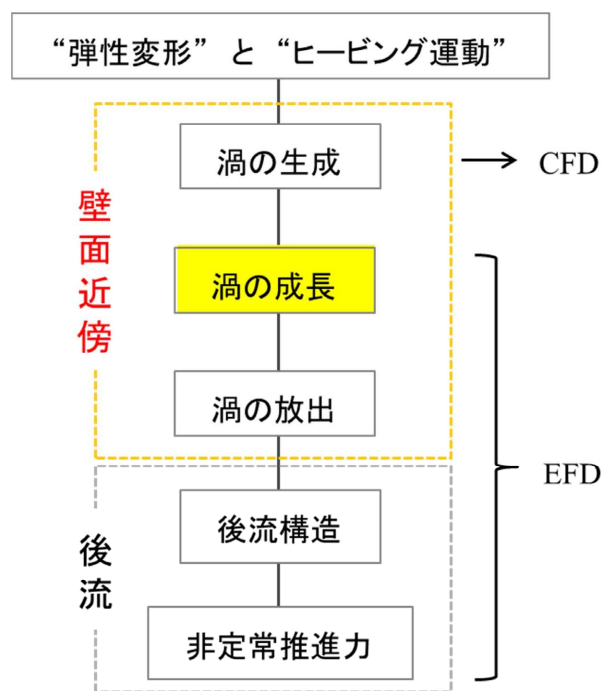 “弾性変形” と “ヒービング運動”
渦の生成
CFD
壁面近傍
渦の成長
渦の放出
EFD
後流構造
後流
非定常推進力